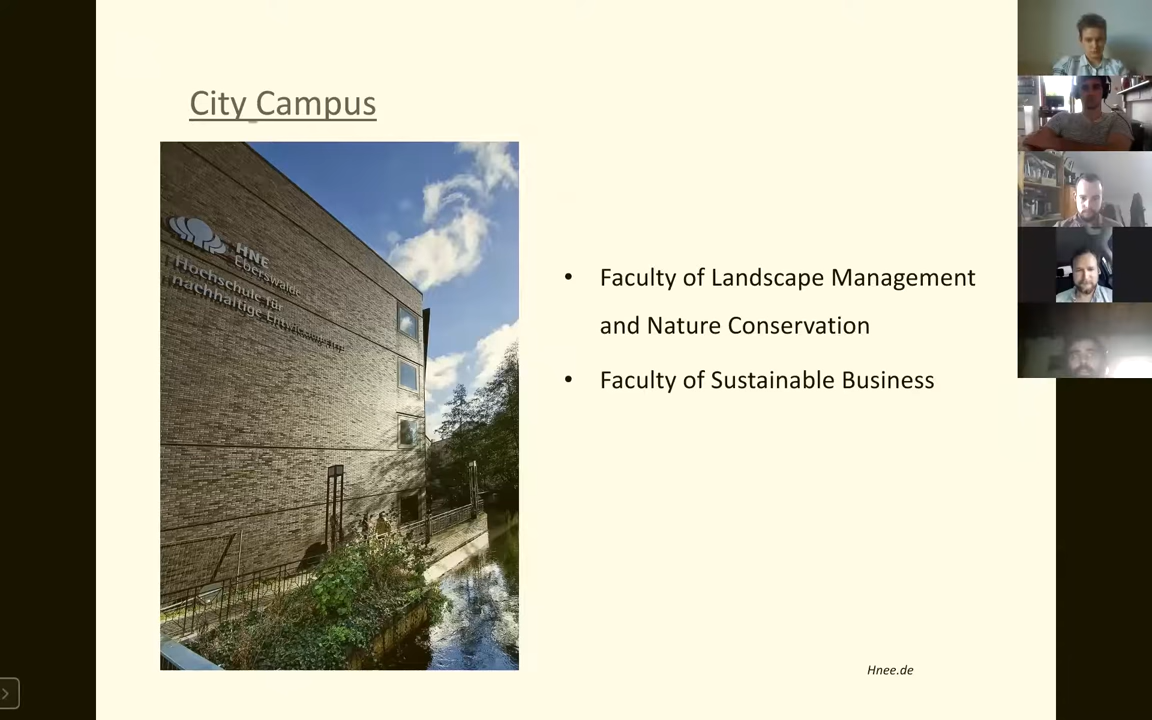 City Campus
HNE
Eberswalde
Hochschule für
nachhaltige Entwicklung
• Faculty of Landscape Management
and Nature Conservation
• Faculty of Sustainable Business
Hnee.de